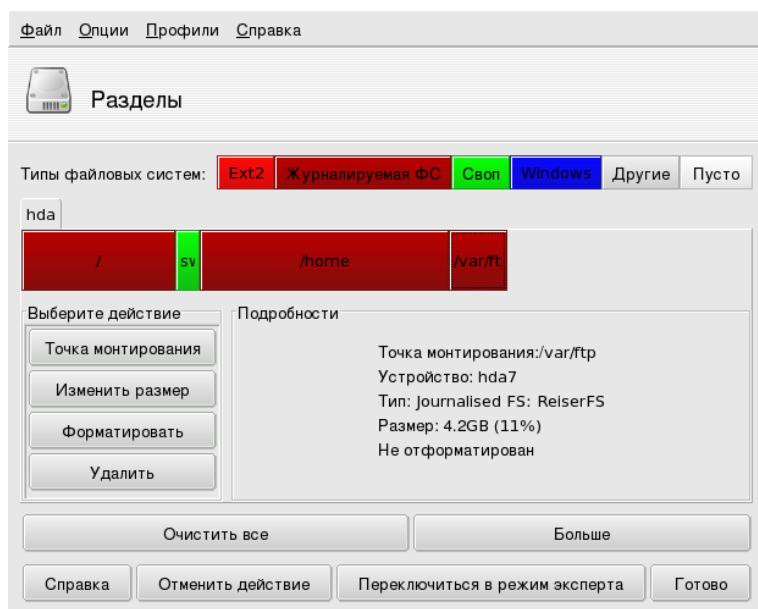 Файл Опции Профили Справка
Разделы
Типы файловых систем: Ext2 Журналируемая ФС Своп Windows Другие Пусто
hda
/ sv /home /var/ft
Выберите действие Подробности
Точка монтирования
Изменить размер
Форматировать
Удалить
Точка монтирования:/var/ftp
Устройство: hda7
Тип: Journalised FS: ReiserFS
Размер: 4.2GB (11%)
Не отформатирован
Очистить все Больше
Справка Отменить действие Переключиться в режим эксперта Готово